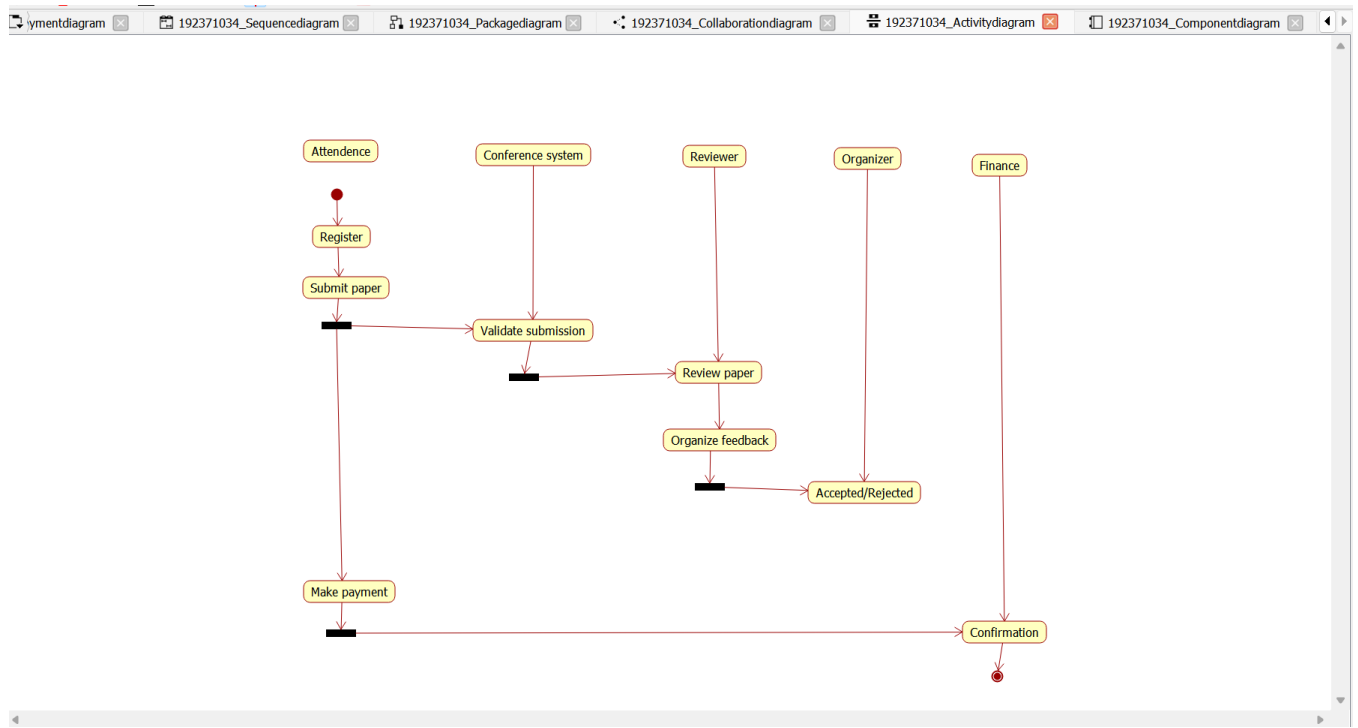 ymentdiagram
192371034_Sequencediagram
192371034_Packagediagram
192371034_Collaborationdiagram
192371034_Activitydiagram
192371034_Componentdiagram
Attendence
Conference system
Reviewer
Organizer
Finance
Register
Submit paper
Validate submission
Review paper
Organize feedback
Accepted/Rejected
Make payment
Confirmation